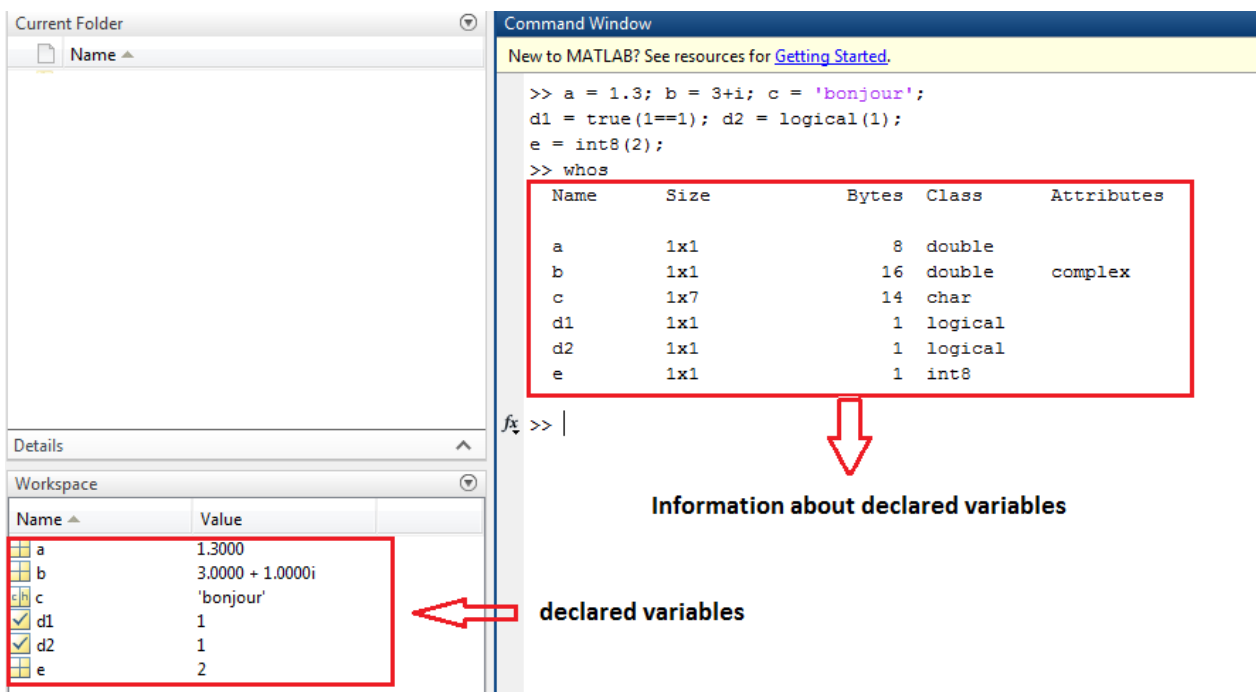 Current Folder
Name
Details
Workspace
Name Value
a 1.3000
b 3.0000 + 1.0000i
ch c 'bonjour'
d1 1
d2 1
e 2
Command Window
New to MATLAB? See resources for Getting Started.
>> a = 1.3; b = 3+i; c = 'bonjour';
d1 = true(1==1); d2 = logical(1);
e = int8(2);
>> whos
Name Size Bytes Class Attributes
a 1x1 8 double
b 1x1 16 double complex
c 1x7 14 char
d1 1x1 1 logical
d2 1x1 1 logical
e 1x1 1 int8
fx >>
Information about declared variables
declared variables